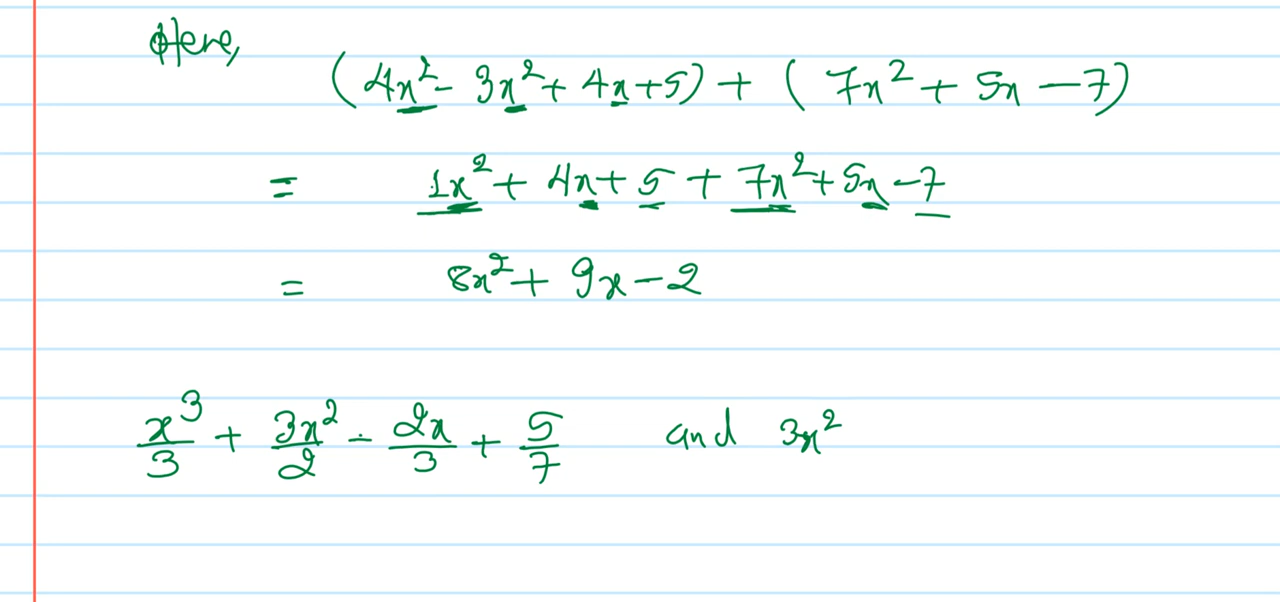 Here,
(4x² - 3x² + 4x + 5) + (7x² + 5x - 7)
= 1x² + 4x + 5 + 7x² + 5x - 7
= 8x² + 9x - 2
x³/3 + 3x²/2 - 2x/3 + 5/7 and 3x²